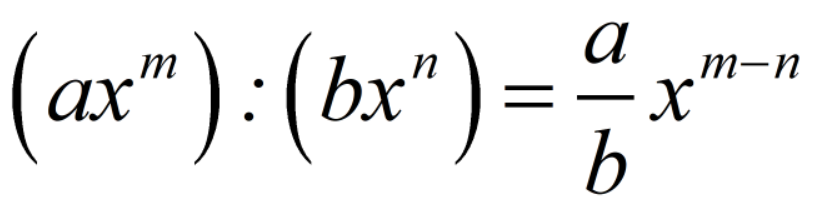 (ax^m) : (bx^n) = a/b x^{m−n}